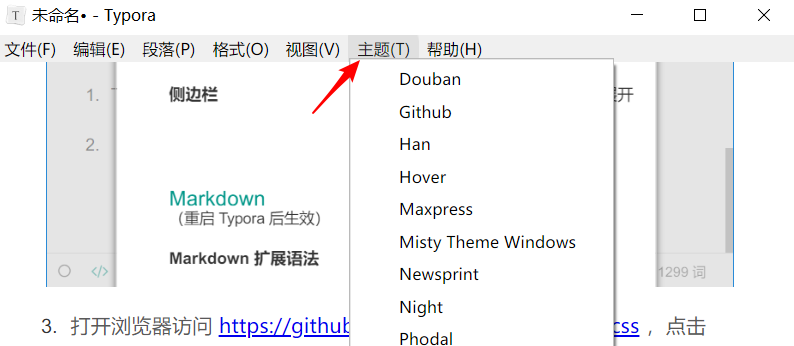 T 未命名• - Typora
文件(F) 编辑(E) 段落(P) 格式(O) 视图(V) 主题(T) 帮助(H)
Douban
1. 侧边栏 展开
Github
2.
Han
Hover
Markdown
(重启 Typora 后生效)
Maxpress
Misty Theme Windows
Markdown 扩展语法
Newsprint
</> 1299 词
Night
3. 打开浏览器访问 https://github css ，点击
Phodal